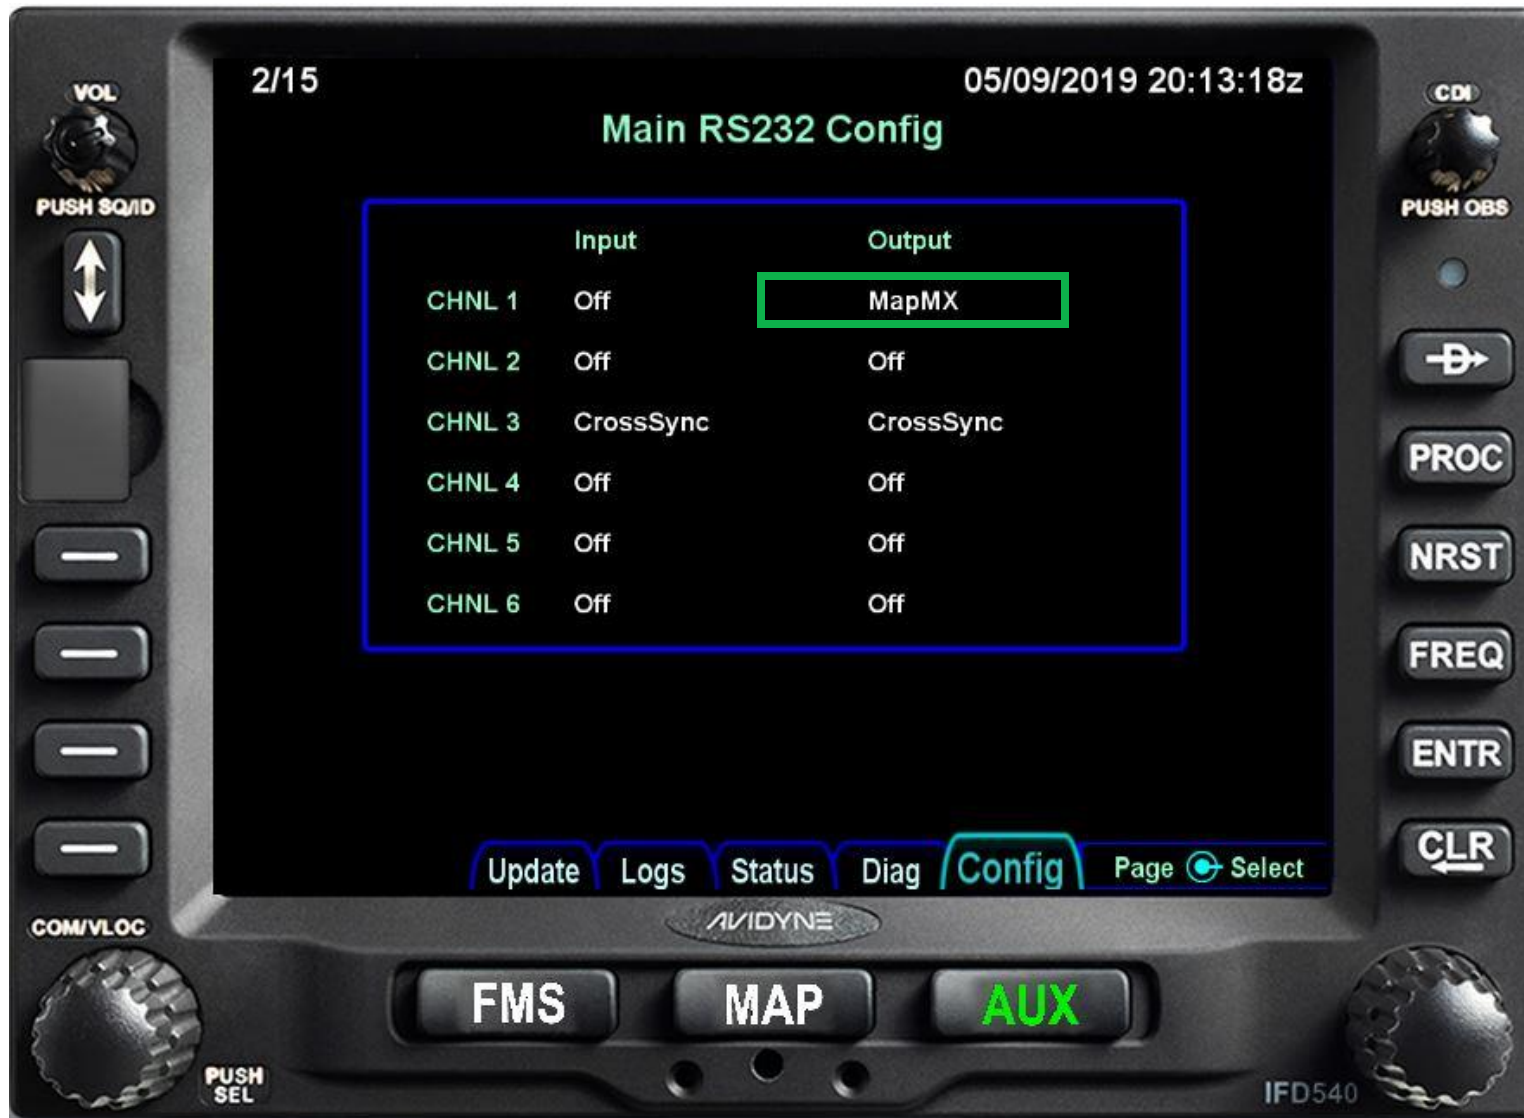 VOL
PUSH SQ/ID
2/15 05/09/2019 20:13:18z
Main RS232 Config
Input Output
CHNL 1 Off MapMX
CHNL 2 Off Off
CHNL 3 CrossSync CrossSync
CHNL 4 Off Off
CHNL 5 Off Off
CHNL 6 Off Off
Update Logs Status Diag Config Page Select
CDI
PUSH OBS
D
PROC
NRST
FREQ
ENTR
CLR
COM/VLOC
AVIDYNE
FMS MAP AUX
PUSH
SEL
IFD540